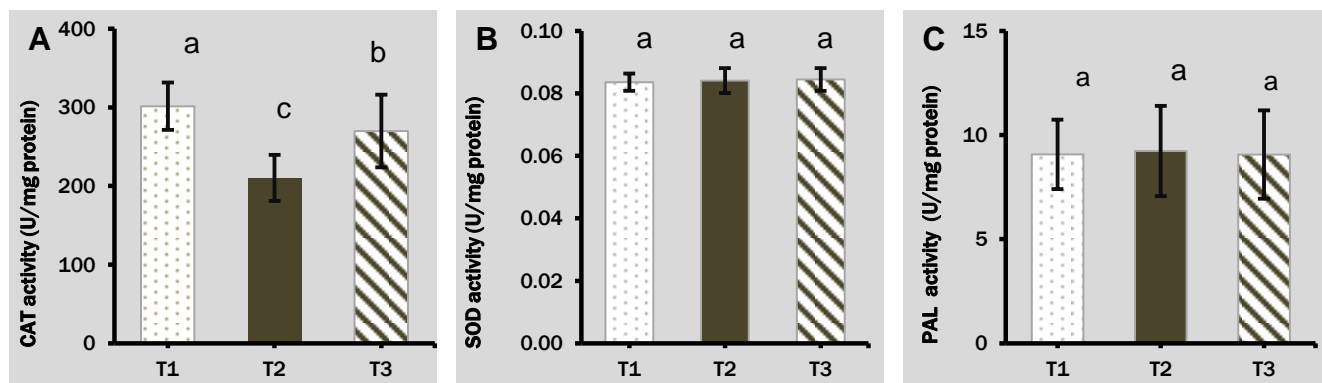 A
CAT activity (U/mg protein)
400
300
200
100
0
a
c
b
T1 T2 T3
B
SOD activity (U/mg protein)
0.10
0.08
0.06
0.04
0.02
0.00
a a a
T1 T2 T3
C
PAL activity (U/mg protein)
15
10
5
0
a a a
T1 T2 T3